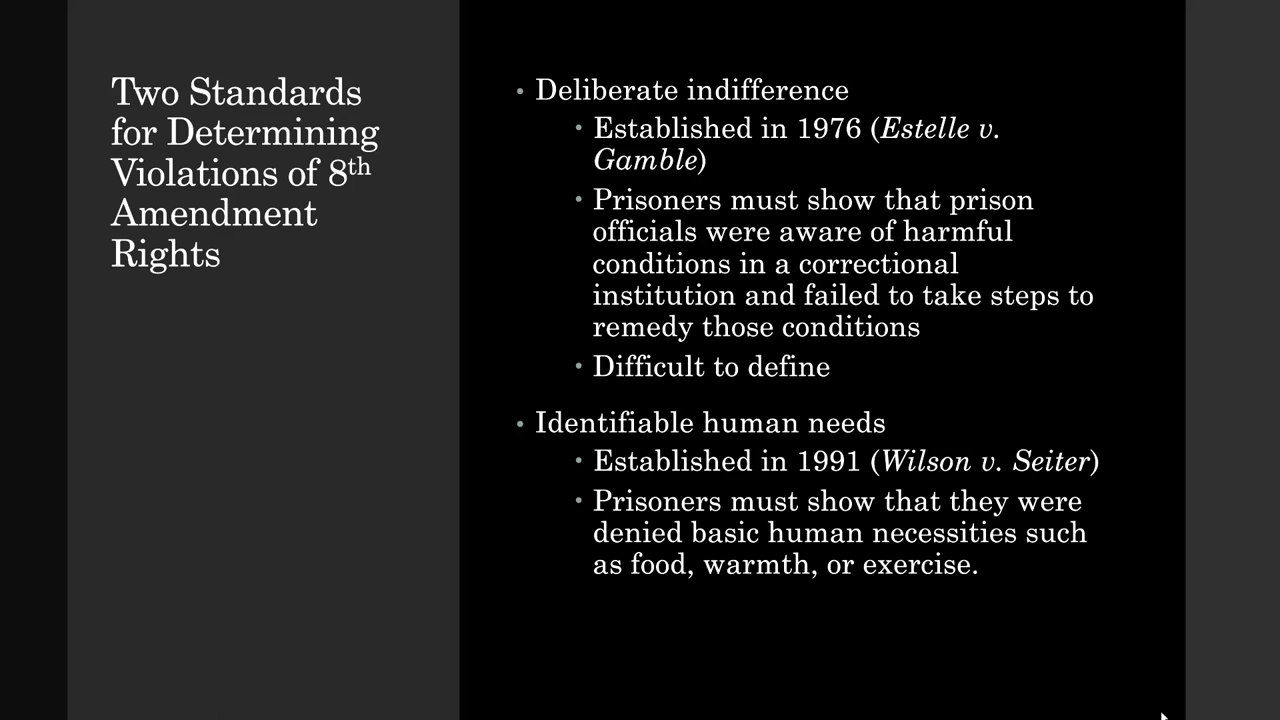 Two Standards
for Determining
Violations of 8th
Amendment
Rights
• Deliberate indifference
• Established in 1976 (Estelle v.
Gamble)
• Prisoners must show that prison
officials were aware of harmful
conditions in a correctional
institution and failed to take steps to
remedy those conditions
• Difficult to define
• Identifiable human needs
• Established in 1991 (Wilson v. Seiter)
• Prisoners must show that they were
denied basic human necessities such
as food, warmth, or exercise.